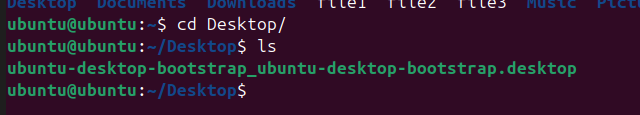 Desktop Documents Downloads file1 file2 file3 Music Pict
ubuntu@ubuntu:~$ cd Desktop/
ubuntu@ubuntu:~/Desktop$ ls
ubuntu-desktop-bootstrap_ubuntu-desktop-bootstrap.desktop
ubuntu@ubuntu:~/Desktop$